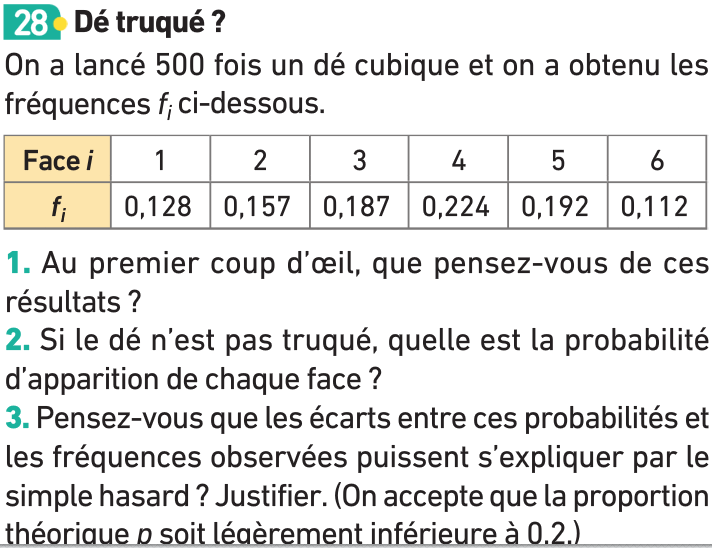 28 Dé truqué ?
On a lancé 500 fois un dé cubique et on a obtenu les
fréquences fi ci-dessous.
Face i 1 2 3 4 5 6
fi 0,128 0,157 0,187 0,224 0,192 0,112
1. Au premier coup d’œil, que pensez-vous de ces
résultats ?
2. Si le dé n’est pas truqué, quelle est la probabilité
d’apparition de chaque face ?
3. Pensez-vous que les écarts entre ces probabilités et
les fréquences observées puissent s’expliquer par le
simple hasard ? Justifier. (On accepte que la proportion
théorique p soit légèrement inférieure à 0,2.)